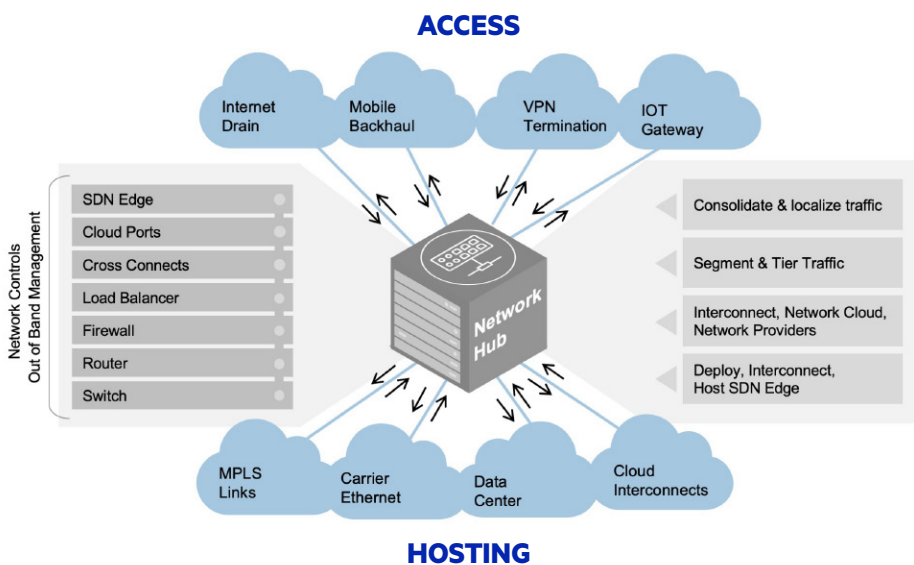 ACCESS
Internet
Drain
Mobile
Backhaul
VPN
Termination
IOT
Gateway
Network Controls
Out of Band Management
SDN Edge
Cloud Ports
Cross Connects
Load Balancer
Firewall
Router
Switch
Network
Hub
Consolidate & localize traffic
Segment & Tier Traffic
Interconnect, Network Cloud,
Network Providers
Deploy, Interconnect,
Host SDN Edge
MPLS
Links
Carrier
Ethernet
Data
Center
Cloud
Interconnects
HOSTING